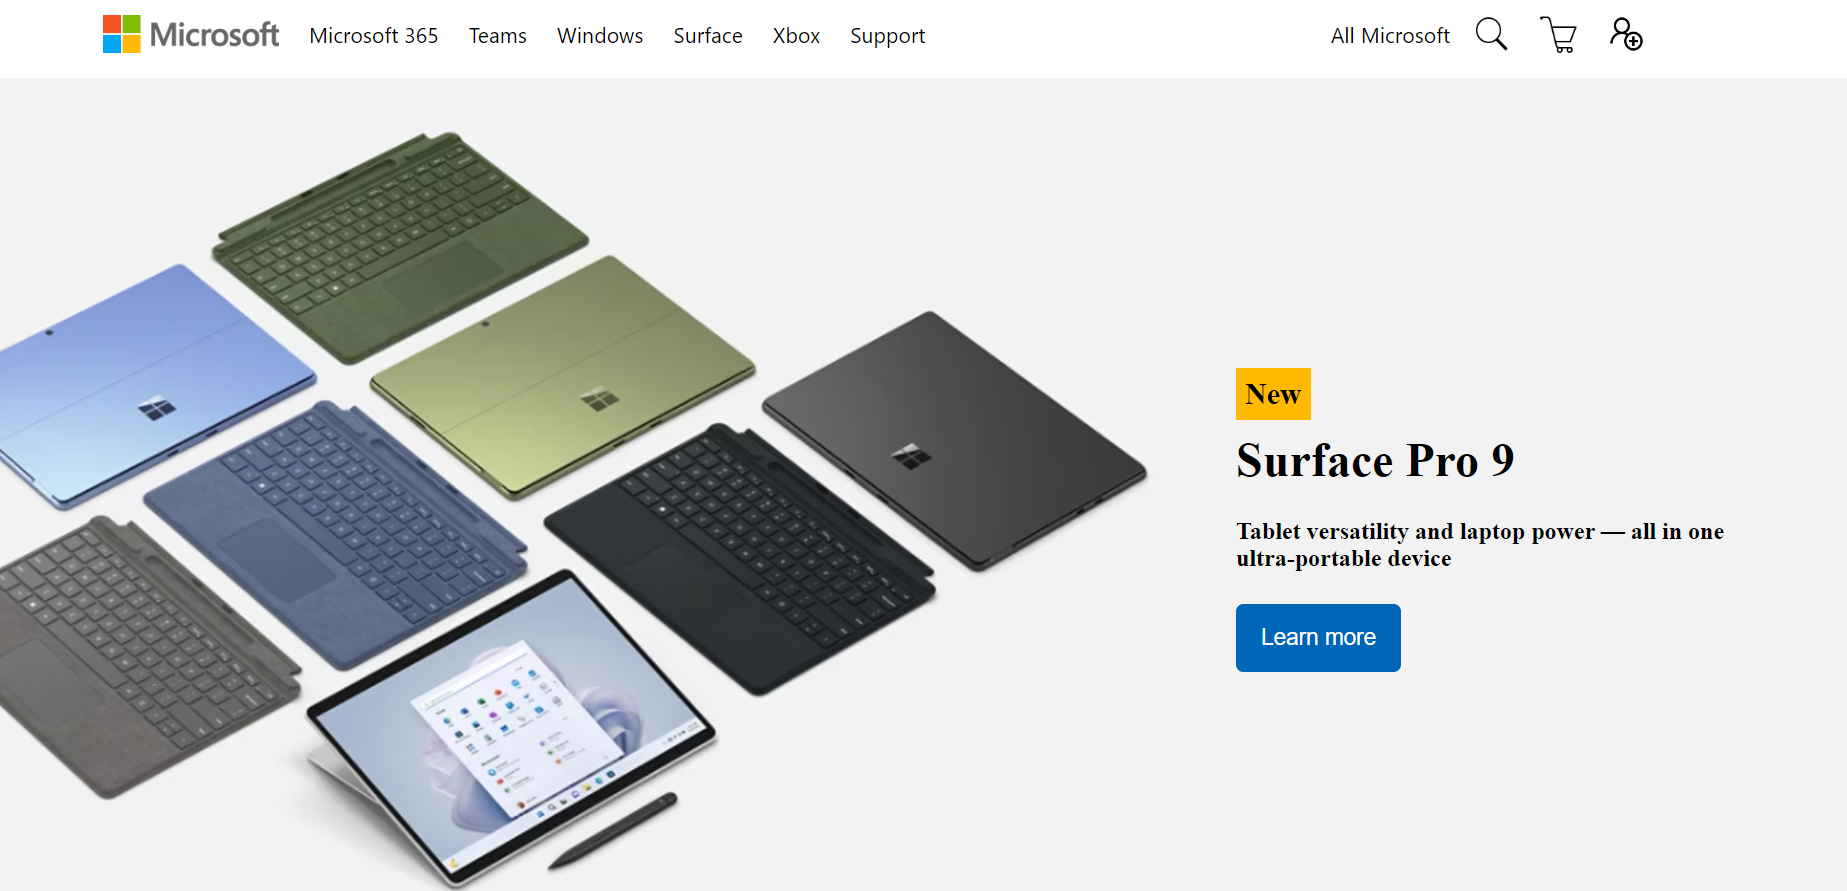 Microsoft
Microsoft 365 Teams Windows Surface Xbox Support
All Microsoft
New
Surface Pro 9
Tablet versatility and laptop power — all in one
ultra-portable device
Learn more